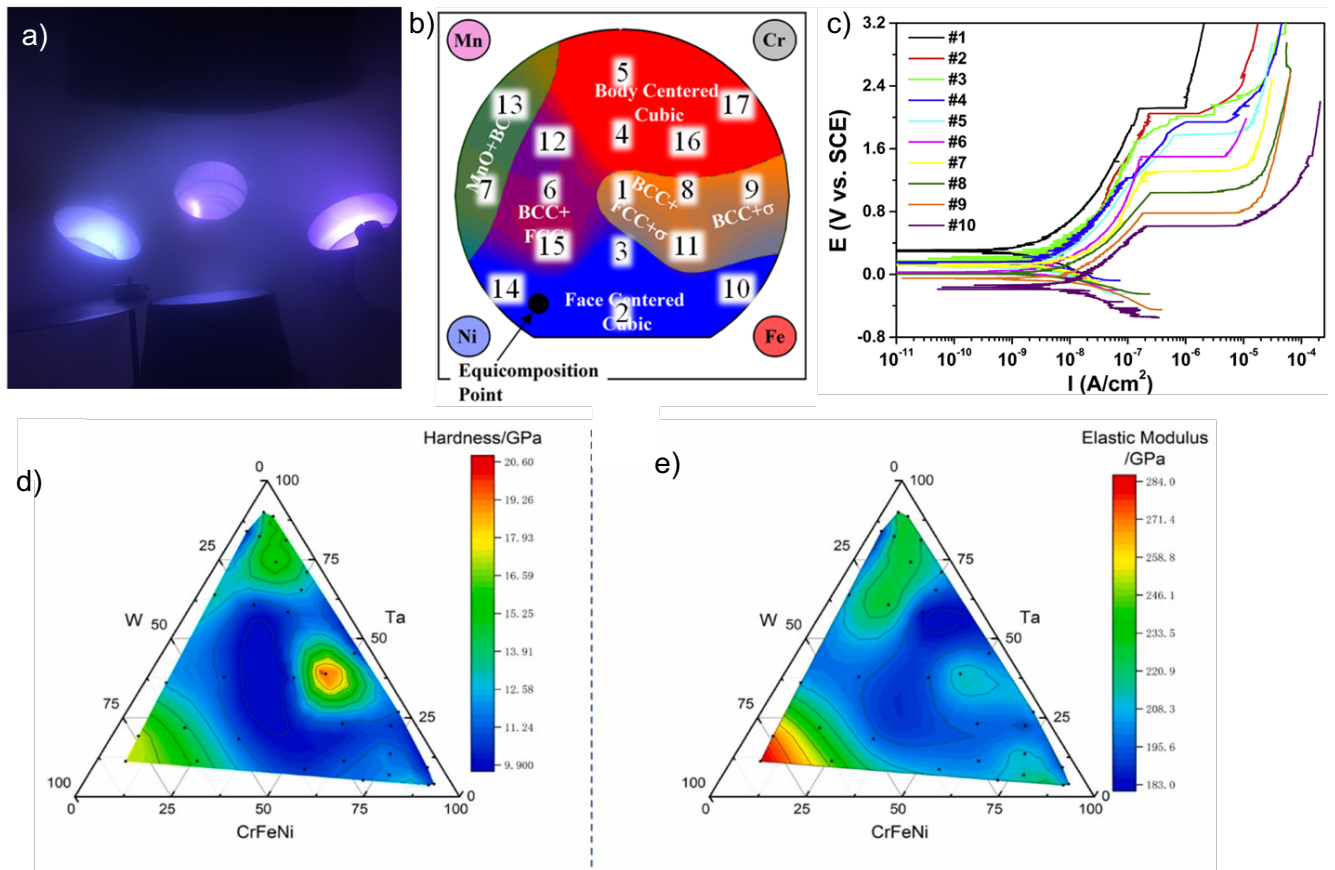 a)
b)
Mn
Cr
5
Body Centered
Cubic
13
17
4
12
16
MnO+BC
7
6
1
8
9
BCC+
FCC+σ
BCC+σ
BCC+
FC
15
3
11
14
Face Centered
Cubic
10
2
Ni
Fe
Equicomposition
Point
c)
3.2
2.4
1.6
0.8
0.0
-0.8
E (V vs. SCE)
#1
#2
#3
#4
#5
#6
#7
#8
#9
#10
10⁻¹¹ 10⁻¹⁰ 10⁻⁹ 10⁻⁸ 10⁻⁷ 10⁻⁶ 10⁻⁵ 10⁻⁴
I (A/cm²)
d)
Hardness/GPa
20.60
19.26
17.93
16.59
15.25
13.91
12.58
11.24
9.900
0
100
25
75
W
50
Ta
50
75
25
100
0
0
25
50
75
100
CrFeNi
e)
Elastic Modulus
/GPa
284.0
271.4
258.8
246.1
233.5
220.9
208.3
195.6
183.0
0
100
25
75
W
50
Ta
50
75
25
100
0
0
25
50
75
100
CrFeNi